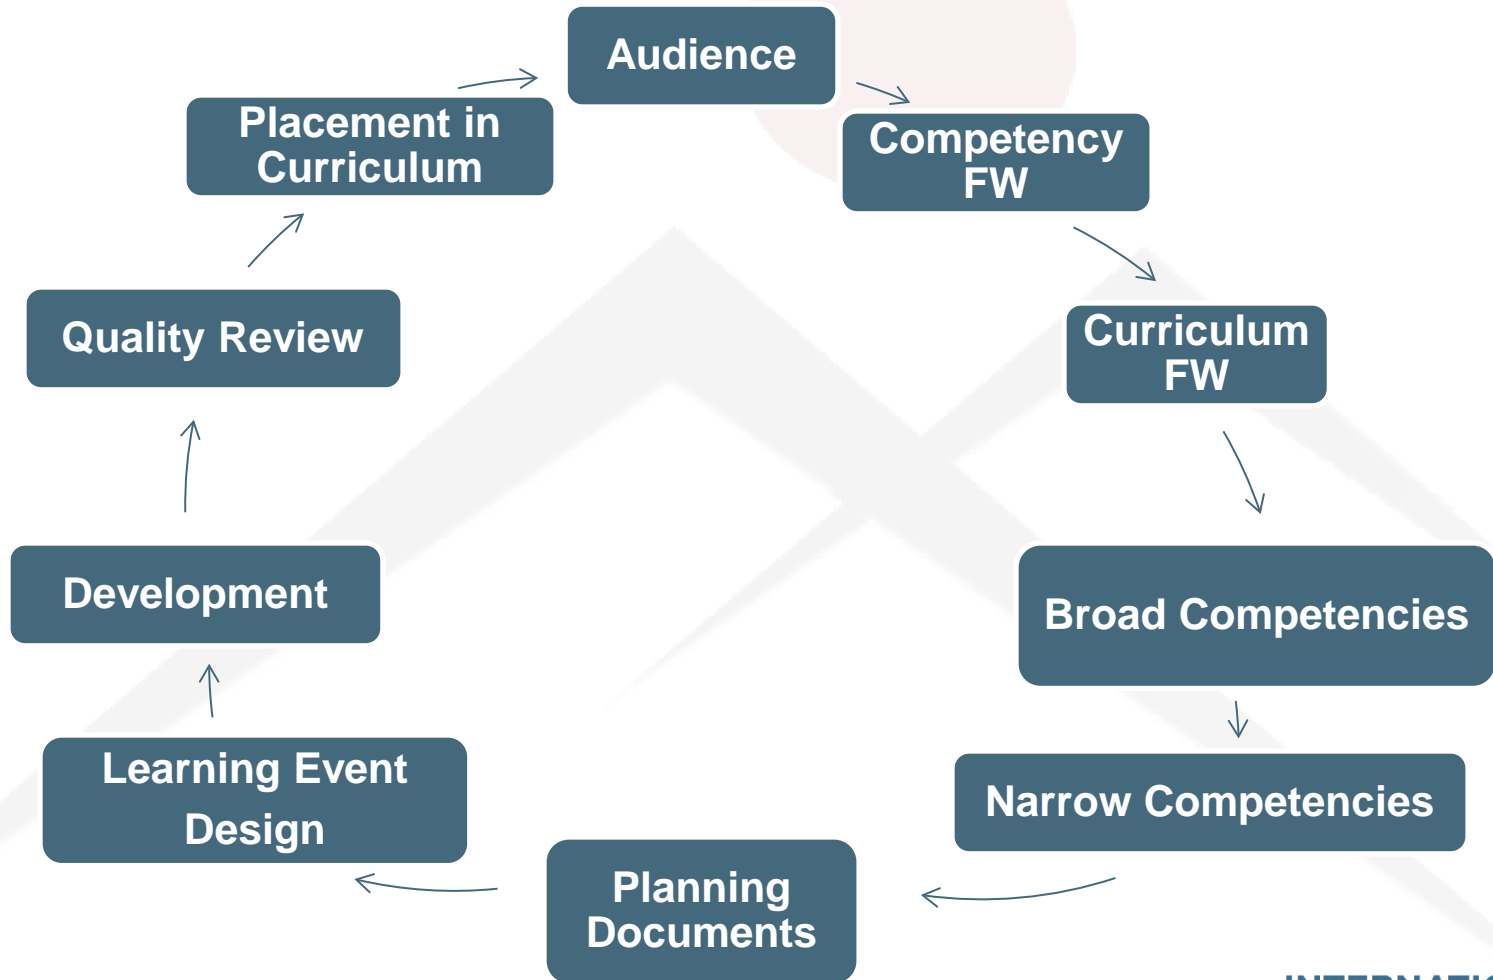 Audience
Competency
FW
Curriculum
FW
Broad Competencies
Narrow Competencies
Planning
Documents
Learning Event
Design
Development
Quality Review
Placement in
Curriculum